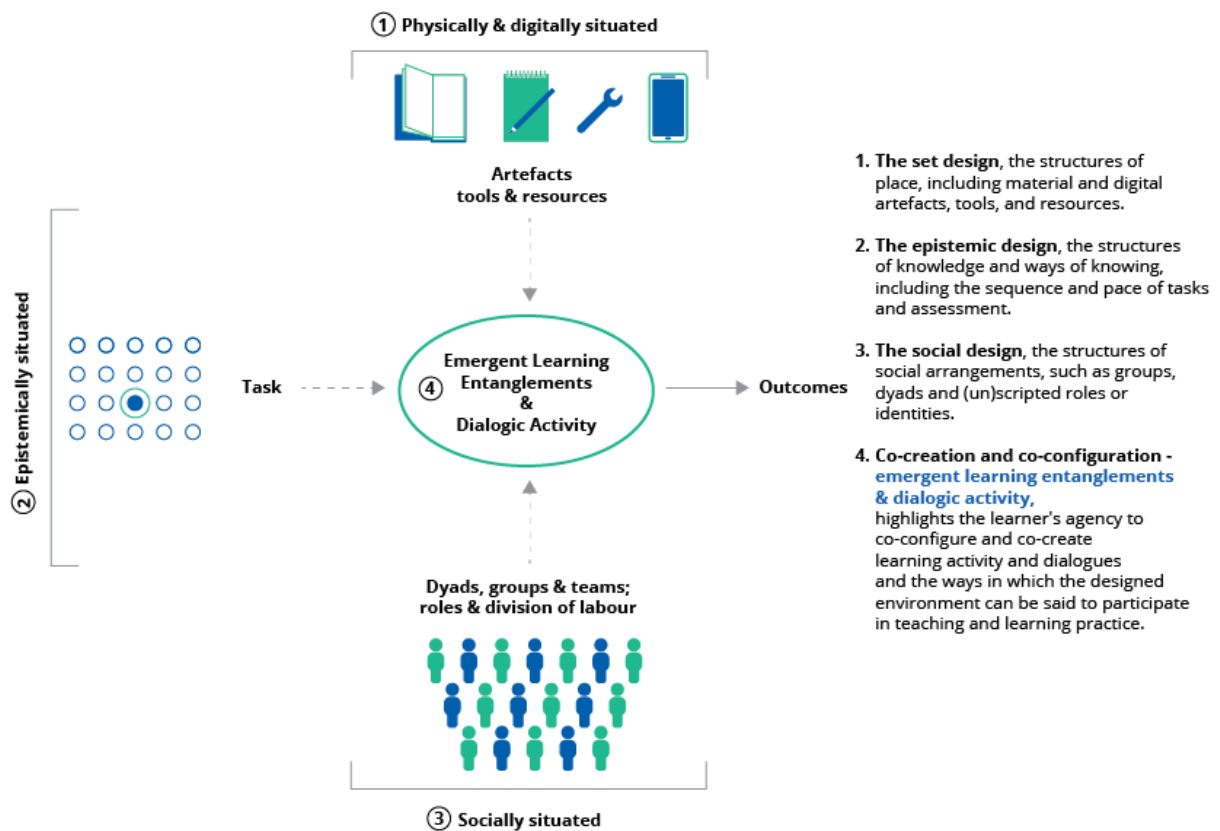 ① Physically & digitally situated
Artefacts
tools & resources
② Epistemically situated
Task
④
Emergent Learning
Entanglements
&
Dialogic Activity
Outcomes
Dyads, groups & teams;
roles & division of labour
③ Socially situated
1. The set design, the structures of
place, including material and digital
artefacts, tools, and resources.
2. The epistemic design, the structures
of knowledge and ways of knowing,
including the sequence and pace of tasks
and assessment.
3. The social design, the structures of
social arrangements, such as groups,
dyads and (un)scripted roles or
identities.
4. Co-creation and co-configuration -
emergent learning entanglements
& dialogic activity,
highlights the learner's agency to
co-configure and co-create
learning activity and dialogues
and the ways in which the designed
environment can be said to participate
in teaching and learning practice.